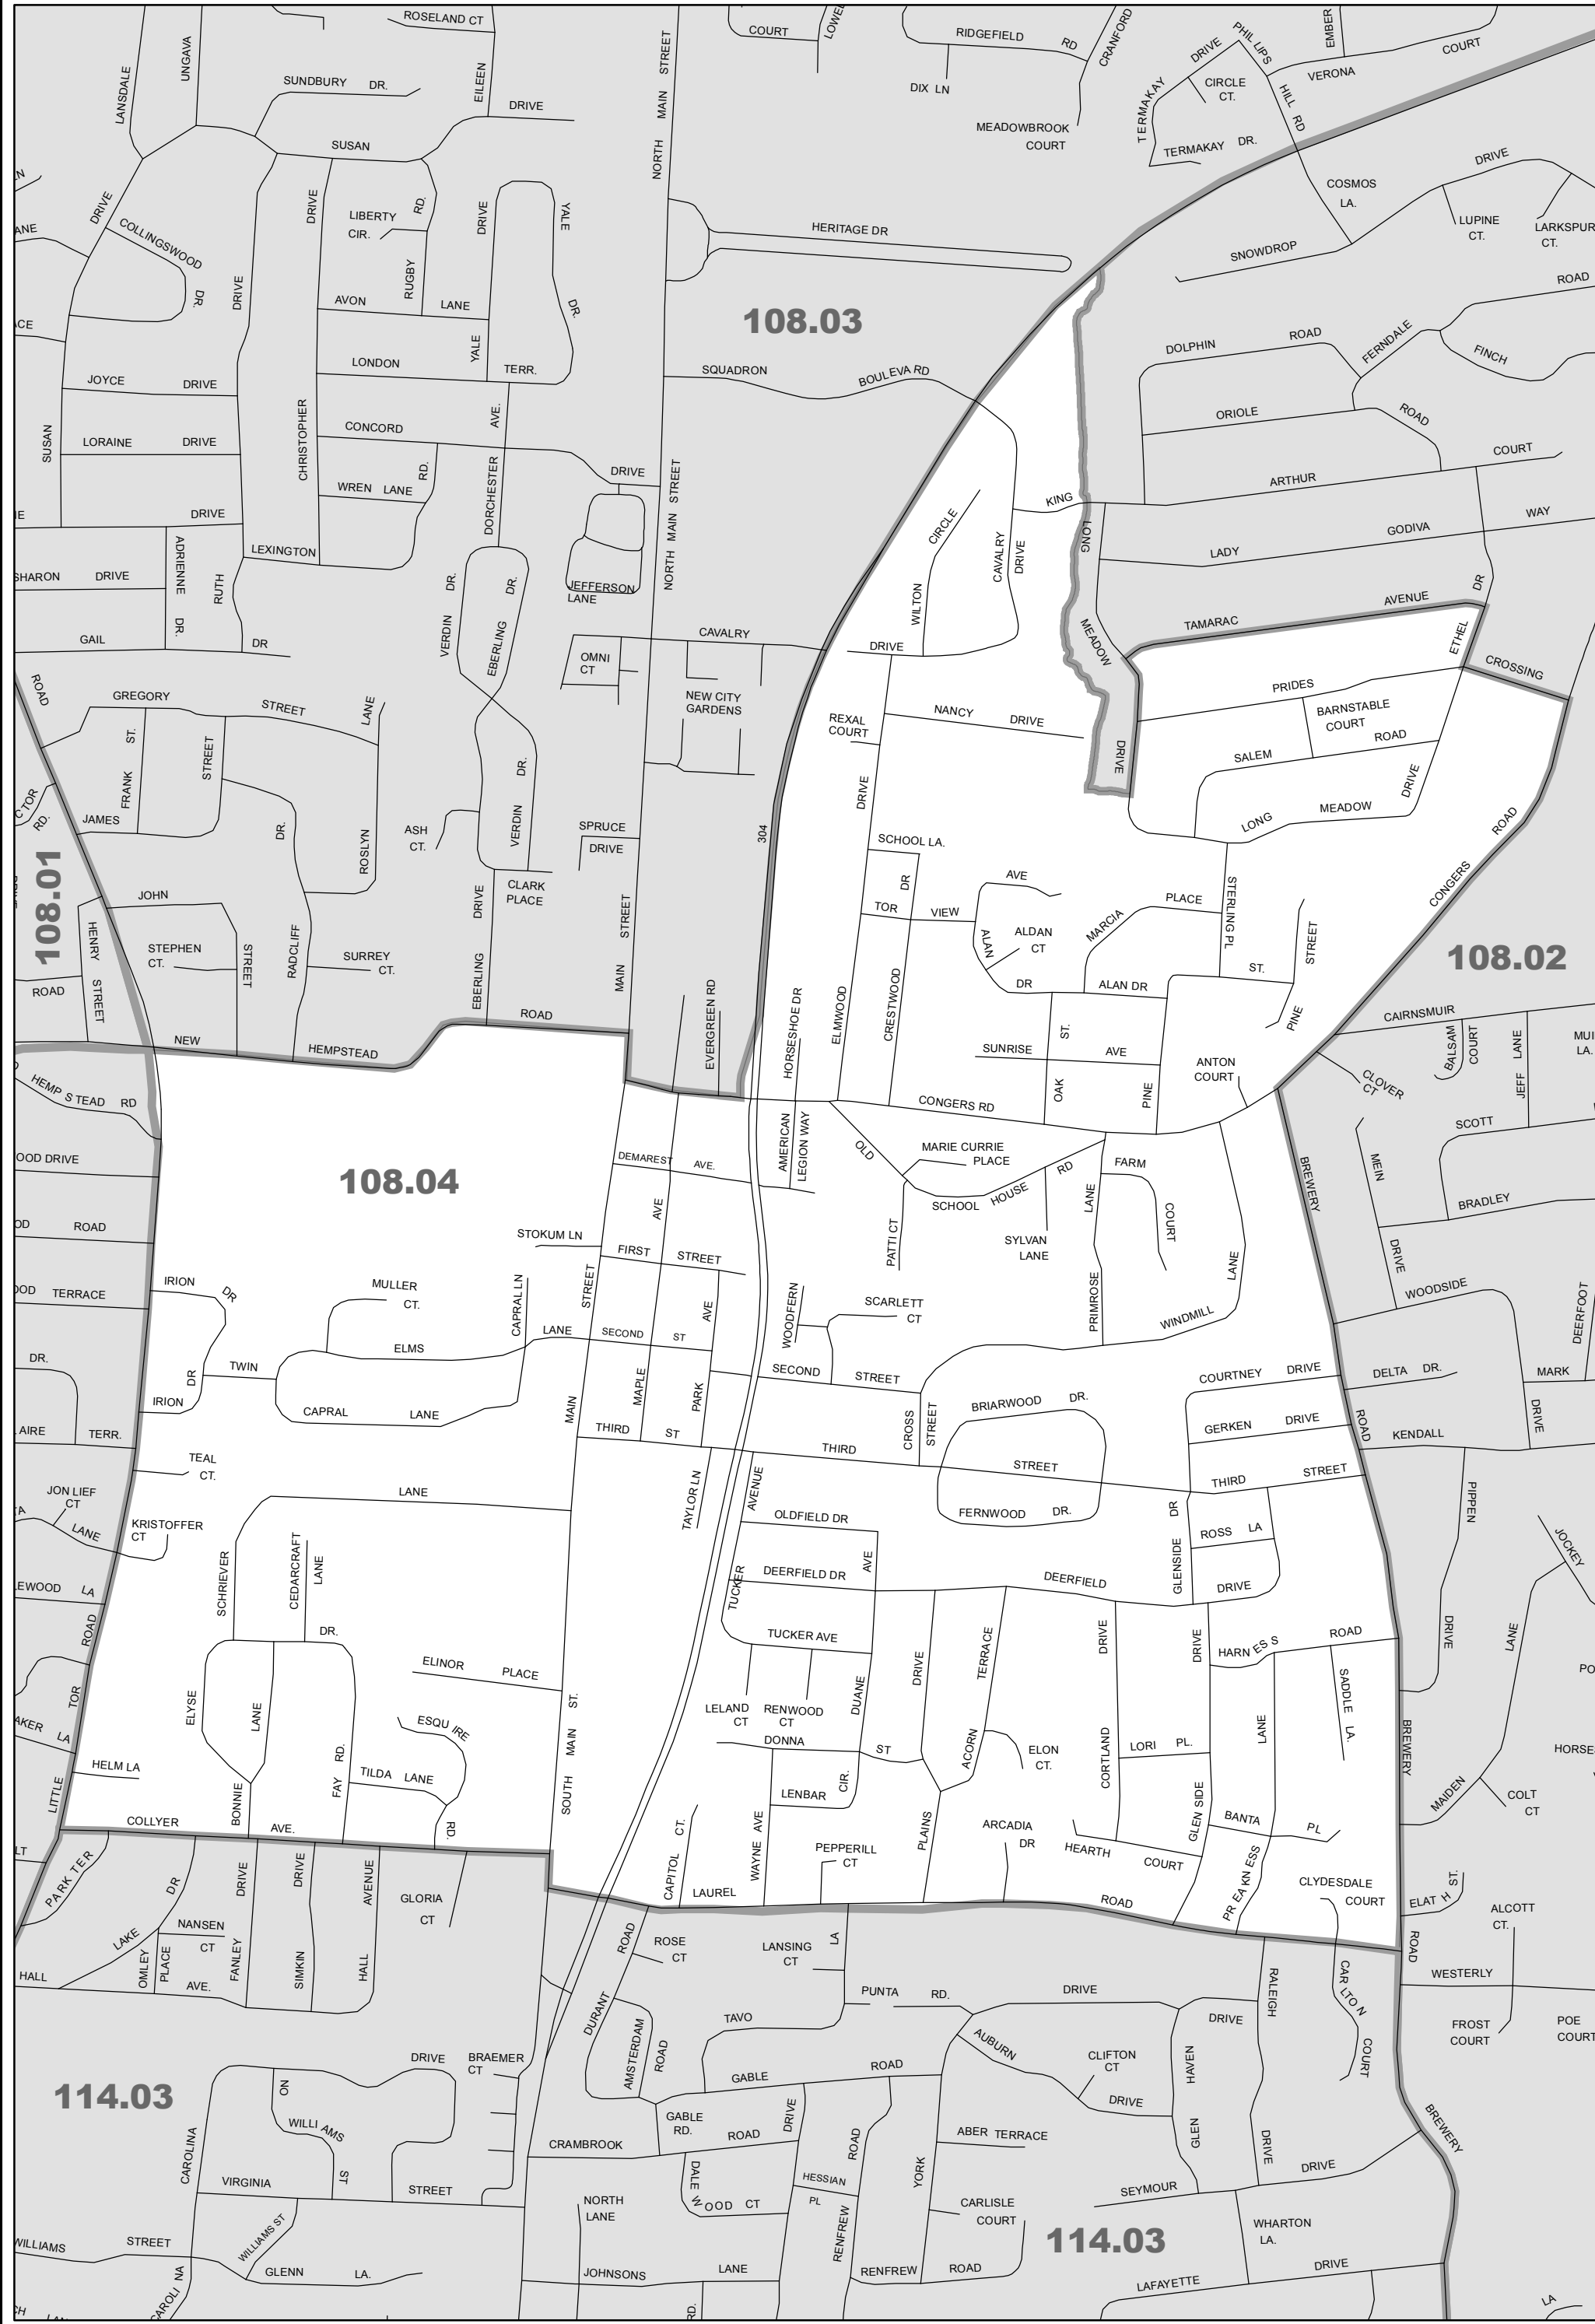 ROSELAND CT
LANSDALE
UNGAVA
SUNDBURY DR.
EILEEN
DRIVE
SUSAN
NORTH MAIN STREET
COURT
RIDGEFIELD RD
CRANFORD
DIX LN
MEADOWBROOK
COURT
TERMAKAY DRIVE
PHILLIPS
HILL RD
CIRCLE
CT.
TERMAKAY DR.
EMBER
VERONA COURT
COSMOS
LA.
DRIVE
LUPINE
CT.
LARKSPUR
CT.
SNOWDROP
ROAD
DRIVE
COLLINGSWOOD
DR.
DRIVE
DRIVE
LIBERTY
CIR.
RD.
RUGBY
DRIVE
YALE
YALE
DR.
HERITAGE DR
108.03
AVON LANE
LONDON TERR.
JOYCE DRIVE
SUSAN
LORAINE DRIVE
CHRISTOPHER
CONCORD
DRIVE
AVE.
DORCHESTER
WREN LANE
RD.
SQUADRON BOULEVARD
DOLPHIN ROAD
FERNDALE
FINCH
ORIOLE
ROAD
ARTHUR COURT
KING
LONG
MEADOW
DRIVE
LADY GODIVA WAY
TAMARAC AVENUE
ETHEL
DR
CROSSING
DRIVE
ADRIENNE
DR.
RUTH
SHARON DRIVE
LEXINGTON
GAIL DR
VERDIN DR.
EBERLING DR.
JEFFERSON
LANE
NORTH MAIN STREET
CAVALRY
OMNI
CT
NEW CITY
GARDENS
WILTON
CIRCLE
CAVALRY
DRIVE
DRIVE
NANCY DRIVE
REXAL
COURT
DRIVE
PRIDES
BARNSTABLE
COURT
SALEM ROAD
LONG MEADOW
DRIVE
CONGERS
ROAD
ROAD
GREGORY STREET
LANE
ST.
FRANK
STREET
JAMES
RD.
DR.
ROSLYN
ASH
CT.
VERDIN DR.
SPRUCE
DRIVE
CLARK
PLACE
304
SCHOOL LA.
DR
TOR VIEW
AVE
ALAN
ALDAN
CT
MARCIA PLACE
STERLING PL
DR
ALAN DR
ST.
STREET
PINE
108.01
108.02
JOHN
STREET
HENRY
STREET
STEPHEN
CT.
RADCLIFF
SURREY
CT.
EBERLING DRIVE
MAIN STREET
ROAD
ROAD
NEW HEMPSTEAD
HEMPSTEAD RD
EVERGREEN RD
HORSESHOE DR
ELMWOOD
CRESTWOOD
SUNRISE AVE
OAK
ST.
PINE
ANTON
COURT
CAIRNSMUIR
BALSAM
COURT
JEFF LANE
CLOVER
CT
SCOTT
CONGERS RD
108.04
DEMAREST AVE.
AMERICAN
LEGION WAY
OLD
SCHOOL
HOUSE
RD
MARIE CURRIE
PLACE
PATTI CT
SYLVAN
LANE
FARM
COURT
LANE
PRIMROSE
LANE
WINDMILL
BREWERY
ROAD
MEIN
DRIVE
BRADLEY
WOODSIDE
DEERFOOT
ROAD
TERRACE
STOKUM LN
FIRST STREET
AVE
MAPLE
AVE
PARK
STREET
MAIN
IRION
DR
DR
IRION
MULLER
CT.
CAPRAL LN
TWIN
ELMS
LANE
SECOND ST
CAPRAL LANE
WOODFERN
SCARLETT
CT
SECOND STREET
CROSS
STREET
BRIARWOOD DR.
COURTNEY DRIVE
DELTA DR.
MARK
GERKEN DRIVE
KENDALL
DRIVE
DR.
TERR.
THIRD ST
THIRD
STREET
THIRD STREET
TEAL
CT.
JON LIEF
CT
LANE
KRISTOFFER
CT
LANE
SCHRIEVER
CEDARCRAFT
LANE
TAYLOR LN
AVENUE
TUCKER
OLDFIELD DR
AVE
DEERFIELD DR
DEERFIELD
FERNWOOD DR.
GLENSIDE DR
ROSS LA
DRIVE
PIPPEN
DRIVE
JOCKEY
LANE
DR.
ELYSE
LANE
BONNIE
FAY RD.
ELINOR PLACE
ESQUIRE
RD.
TILDA LANE
SOUTH MAIN ST.
HELM LA
LITTLE TOR ROAD
COLLYER AVE.
TUCKER AVE
LELAND
CT
RENWOOD
CT
DUANE
DONNA ST
LENBAR CIR.
WAYNE AVE
CAPITOL CT.
PEPPERILL
CT
LAUREL ROAD
PLAINS
DRIVE
TERRACE
ACORN
ELON
CT.
ARCADIA
DR
CORTLAND
DRIVE
DRIVE
GLENSIDE
LORI PL.
HARNESS ROAD
SADDLE LA.
LANE
PREAKNESS
BANTA PL
HEARTH COURT
CLYDESDALE
COURT
BREWERY
ROAD
MAIDEN
COLT
CT
ELATH ST.
ALCOTT
CT.
WESTERLY
FROST
COURT
POE
COURT
PARK TER
DR
LAKE
NANSEN
CT
OMLEY
PLACE
HALL
AVE.
FANLEY DRIVE
SIMKIN DRIVE
HALL AVENUE
GLORIA
CT
114.03
CAROLINA
DRIVE
BRAEMER
CT
NO
WILLIAMS
ST
VIRGINIA STREET
WILLIAMS STREET
WILLIAMS ST
GLENN LA.
DURANT
ROAD
ROSE
CT
LANSING
CT
LA
PUNTA RD.
DRIVE
TAVO
AMSTERDAM
ROAD
GABLE ROAD
GABLE
RD.
CRAMBROOK ROAD
DRIVE
DALE WOOD CT
NORTH
LANE
HESSIAN
PL
RENFREW
ROAD
JOHNSONS LANE
RENFREW ROAD
YORK
AUBURN
DRIVE
CLIFTON
CT
ABER TERRACE
CARLISLE
COURT
HAVEN
GLEN
DRIVE
RALEIGH
DRIVE
CARLTON
COURT
SEYMOUR DRIVE
BREWERY
WHARTON
LA.
LAFAYETTE DRIVE
114.03
LA